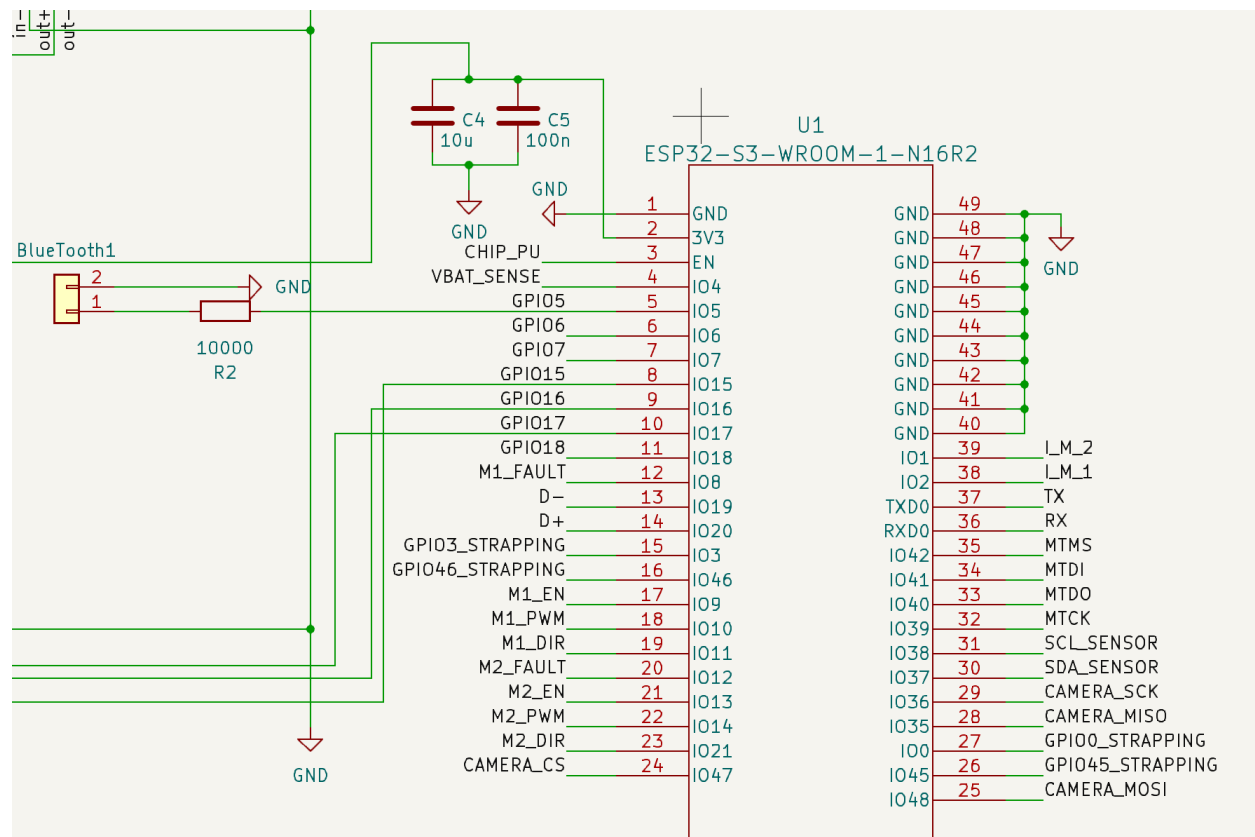 in-
out+
out-
C4
10u
C5
100n
GND
U1
ESP32-S3-WROOM-1-N16R2
BlueTooth1
2
1
GND
10000
R2
GND
GND
GND
CHIP_PU
VBAT_SENSE
GPIO5
GPIO6
GPIO7
GPIO15
GPIO16
GPIO17
GPIO18
M1_FAULT
D-
D+
GPIO3_STRAPPING
GPIO46_STRAPPING
M1_EN
M1_PWM
M1_DIR
M2_FAULT
M2_EN
M2_PWM
M2_DIR
CAMERA_CS
1 GND
2 3V3
3 EN
4 IO4
5 IO5
6 IO6
7 IO7
8 IO15
9 IO16
10 IO17
11 IO18
12 IO8
13 IO19
14 IO20
15 IO3
16 IO46
17 IO9
18 IO10
19 IO11
20 IO12
21 IO13
22 IO14
23 IO21
24 IO47
GND 49
GND 48
GND 47
GND 46
GND 45
GND 44
GND 43
GND 42
GND 41
GND 40
IO1 39 I_M_2
IO2 38 I_M_1
TXD0 37 TX
RXD0 36 RX
IO42 35 MTMS
IO41 34 MTDI
IO40 33 MTDO
IO39 32 MTCK
IO38 31 SCL_SENSOR
IO37 30 SDA_SENSOR
IO36 29 CAMERA_SCK
IO35 28 CAMERA_MISO
IO0 27 GPIO0_STRAPPING
IO45 26 GPIO45_STRAPPING
IO48 25 CAMERA_MOSI